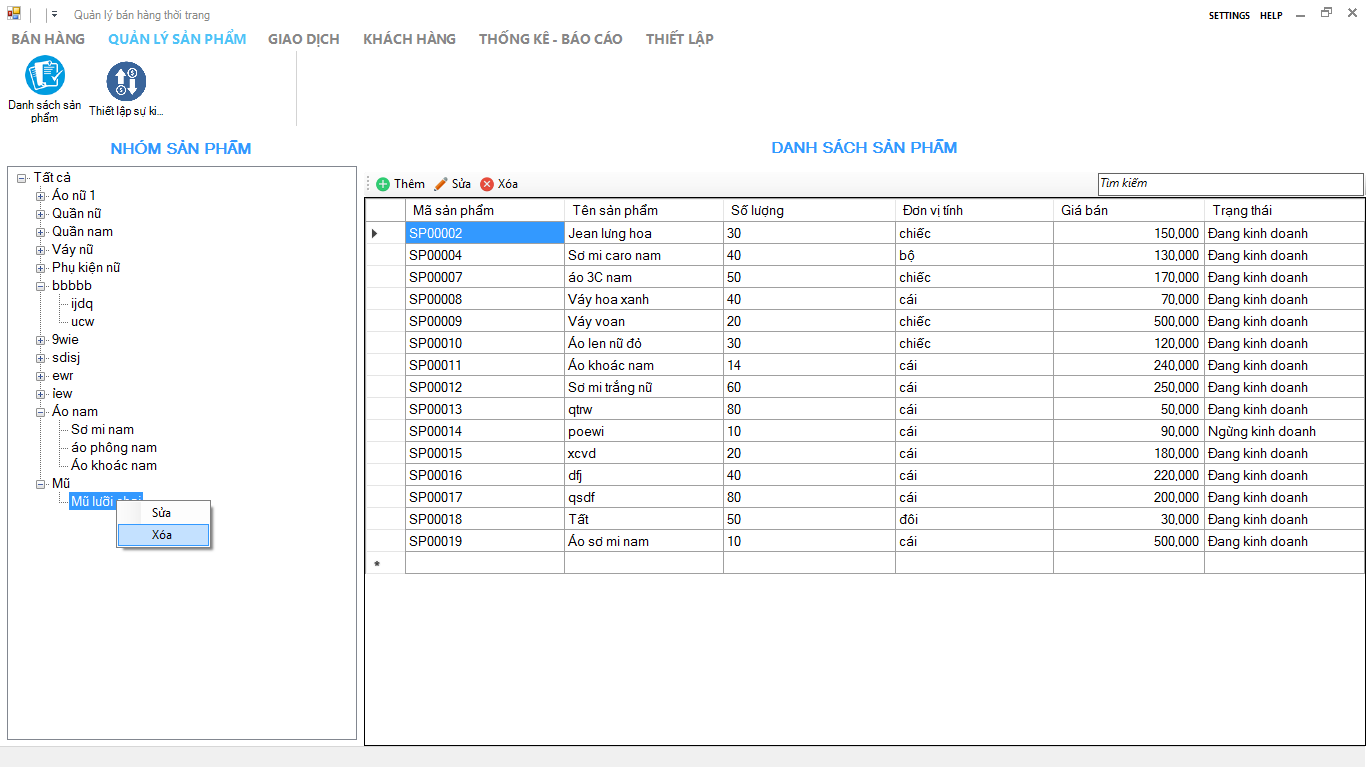 Quản lý bán hàng thời trang
SETTINGS HELP
BÁN HÀNG QUẢN LÝ SẢN PHẨM GIAO DỊCH KHÁCH HÀNG THỐNG KÊ - BÁO CÁO THIẾT LẬP
Danh sách sản phẩm
Thiết lập sự ki...
NHÓM SẢN PHẨM
Tất cả
Áo nữ 1
Quần nữ
Quần nam
Váy nữ
Phụ kiện nữ
bbbbb
ijdq
ucw
9wie
sdisj
ewr
iew
Áo nam
Sơ mi nam
áo phông nam
Áo khoác nam
Mũ
Mũ lưỡi
Sửa
Xóa
DANH SÁCH SẢN PHẨM
Thêm Sửa Xóa Tìm kiếm
Mã sản phẩm Tên sản phẩm Số lượng Đơn vị tính Giá bán Trạng thái
SP00002 Jean lưng hoa 30 chiếc 150,000 Đang kinh doanh
SP00004 Sơ mi caro nam 40 bộ 130,000 Đang kinh doanh
SP00007 áo 3C nam 50 chiếc 170,000 Đang kinh doanh
SP00008 Váy hoa xanh 40 cái 70,000 Đang kinh doanh
SP00009 Váy voan 20 chiếc 500,000 Đang kinh doanh
SP00010 Áo len nữ đỏ 30 chiếc 120,000 Đang kinh doanh
SP00011 Áo khoác nam 14 cái 240,000 Đang kinh doanh
SP00012 Sơ mi trắng nữ 60 cái 250,000 Đang kinh doanh
SP00013 qtrw 80 cái 50,000 Đang kinh doanh
SP00014 poewi 10 cái 90,000 Ngừng kinh doanh
SP00015 xcvd 20 cái 180,000 Đang kinh doanh
SP00016 dfj 40 cái 220,000 Đang kinh doanh
SP00017 qsdf 80 cái 200,000 Đang kinh doanh
SP00018 Tất 50 đôi 30,000 Đang kinh doanh
SP00019 Áo sơ mi nam 10 cái 500,000 Đang kinh doanh
*